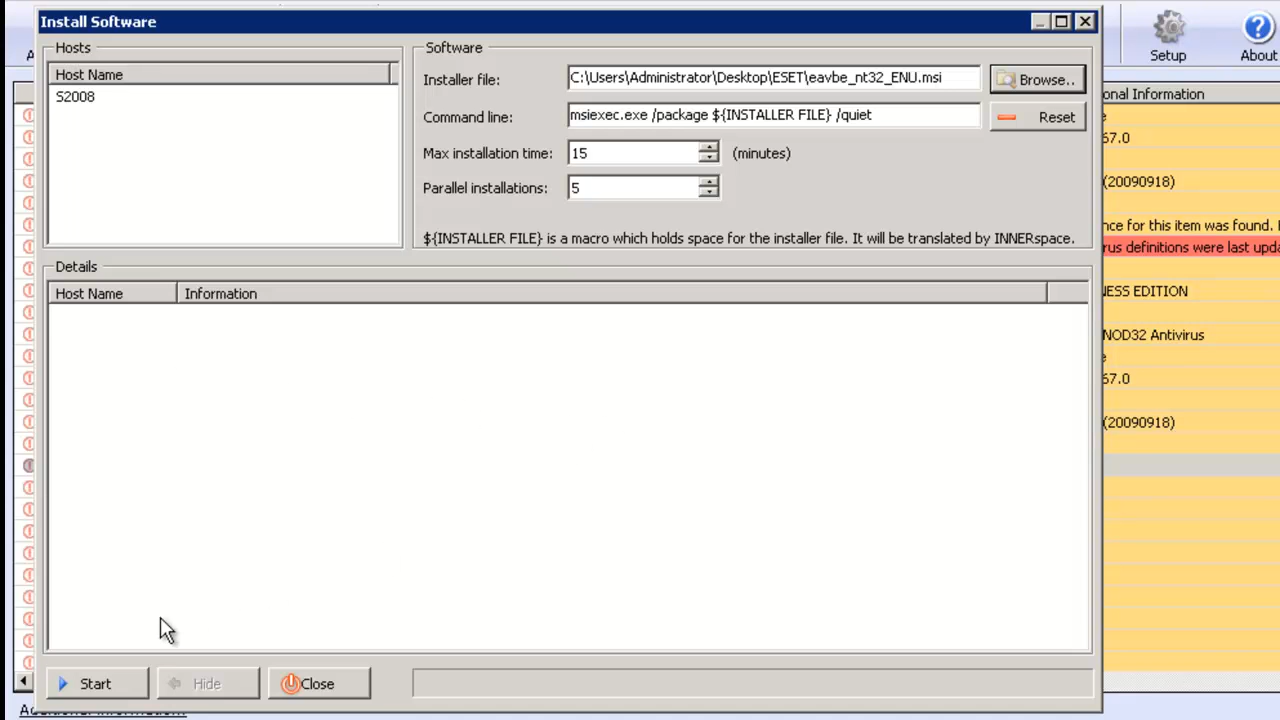 Install Software
Setup
About
Hosts
Host Name
S2008
Software
Installer file:
C:\Users\Administrator\Desktop\ESET\eavbe_nt32_ENU.msi
Browse..
Command line:
msiexec.exe /package ${INSTALLER FILE} /quiet
Reset
Max installation time:
15
(minutes)
Parallel installations:
5
${INSTALLER FILE} is a macro which holds space for the installer file. It will be translated by INNERspace.
Details
Host Name
Information
Start
Hide
Close
onal Information
67.0
(20090918)
nce for this item was found.
rus definitions were last upda
NESS EDITION
NOD32 Antivirus
67.0
(20090918)